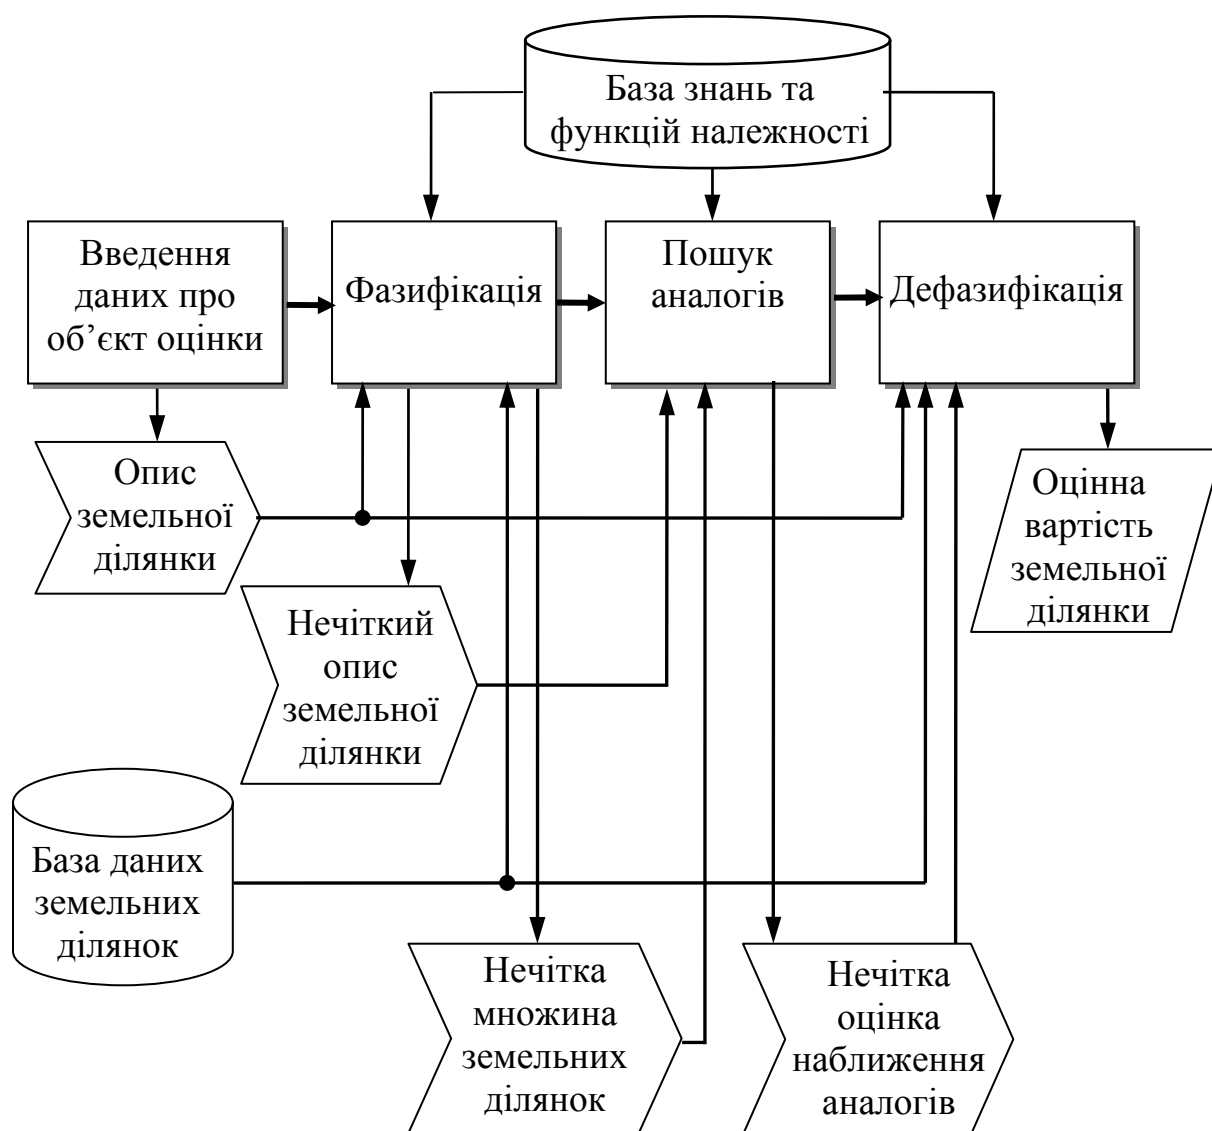 База знань та
функцій належності
Введення
даних про
об’єкт оцінки
Фазифікація
Пошук
аналогів
Дефазифікація
Опис
земельної
ділянки
Оцінна
вартість
земельної
ділянки
Нечіткий
опис
земельної
ділянки
База даних
земельних
ділянок
Нечітка
множина
земельних
ділянок
Нечітка
оцінка
наближення
аналогів